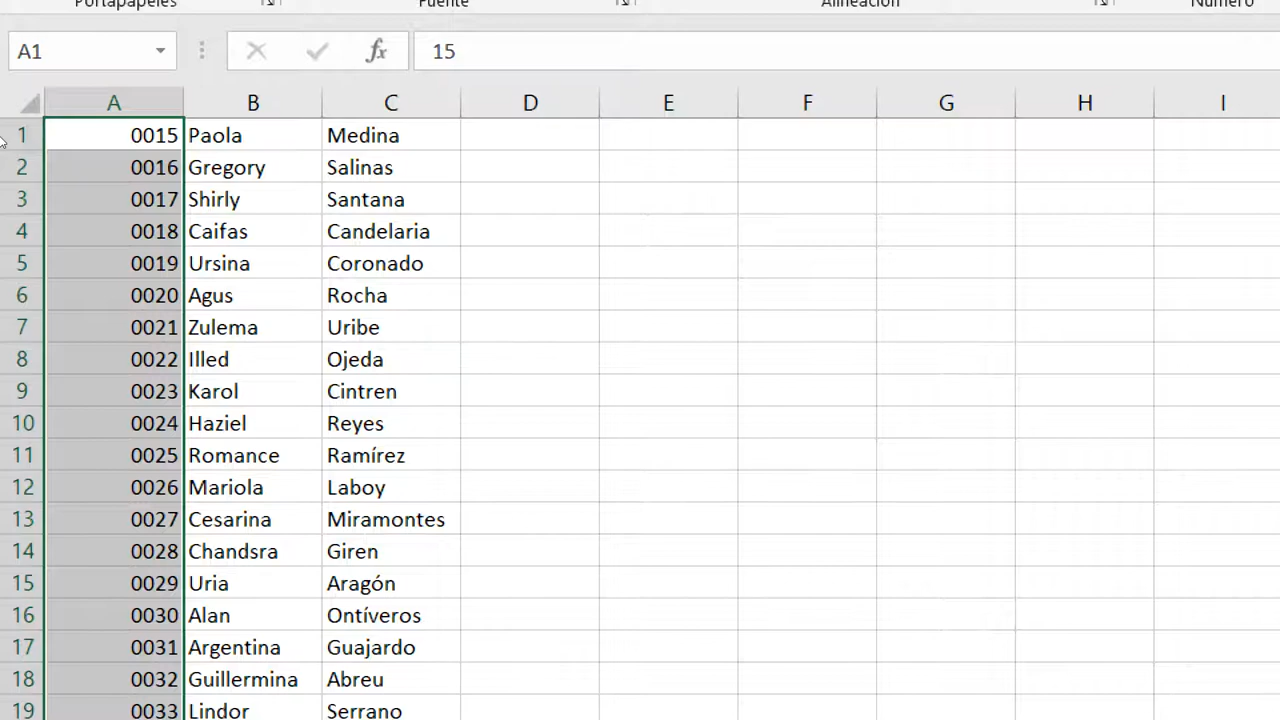 Portapapeles Fuente Alineación Número
A1 fx 15
A B C D E F G H I
1 0015 Paola Medina
2 0016 Gregory Salinas
3 0017 Shirly Santana
4 0018 Caifas Candelaria
5 0019 Ursina Coronado
6 0020 Agus Rocha
7 0021 Zulema Uribe
8 0022 Illed Ojeda
9 0023 Karol Cintren
10 0024 Haziel Reyes
11 0025 Romance Ramírez
12 0026 Mariola Laboy
13 0027 Cesarina Miramontes
14 0028 Chandsra Giren
15 0029 Uria Aragón
16 0030 Alan Ontíveros
17 0031 Argentina Guajardo
18 0032 Guillermina Abreu
19 0033 Lindor Serrano